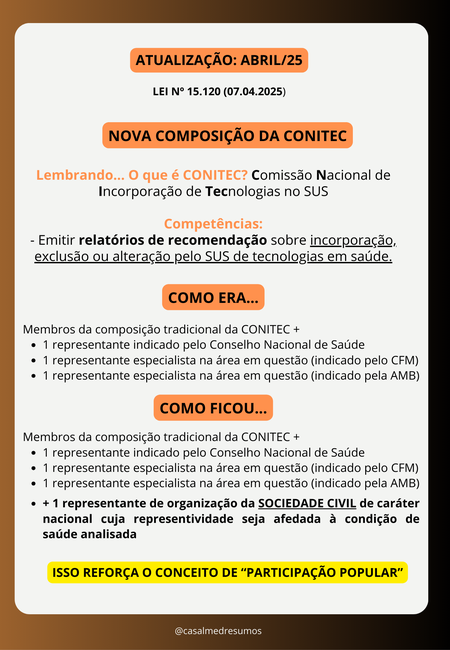 ATUALIZAÇÃO: ABRIL/25
LEI Nº 15.120 (07.04.2025)
NOVA COMPOSIÇÃO DA CONITEC
Lembrando... O que é CONITEC? Comissão Nacional de
Incorporação de Tecnologias no SUS
Competências:
- Emitir relatórios de recomendação sobre incorporação,
exclusão ou alteração pelo SUS de tecnologias em saúde.
COMO ERA...
Membros da composição tradicional da CONITEC +
• 1 representante indicado pelo Conselho Nacional de Saúde
• 1 representante especialista na área em questão (indicado pelo CFM)
• 1 representante especialista na área em questão (indicado pela AMB)
COMO FICOU...
Membros da composição tradicional da CONITEC +
• 1 representante indicado pelo Conselho Nacional de Saúde
• 1 representante especialista na área em questão (indicado pelo CFM)
• 1 representante especialista na área em questão (indicado pela AMB)
• + 1 representante de organização da SOCIEDADE CIVIL de caráter
nacional cuja representividade seja afedada à condição de
saúde analisada
ISSO REFORÇA O CONCEITO DE “PARTICIPAÇÃO POPULAR”
@casalmedresumos